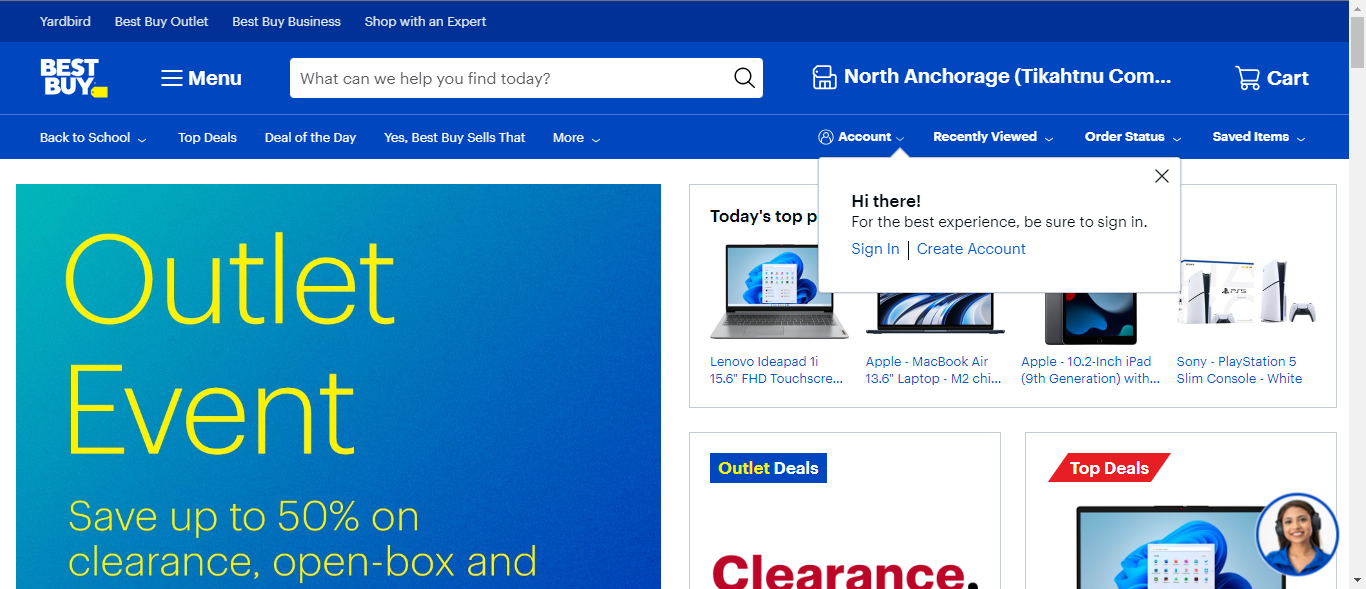 Yardbird
Best Buy Outlet
Best Buy Business
Shop with an Expert
BEST
BUY
Menu
What can we help you find today?
North Anchorage (Tikahtnu Com...
Cart
Back to School
Top Deals
Deal of the Day
Yes, Best Buy Sells That
More
Account
Recently Viewed
Order Status
Saved Items
Hi there!
For the best experience, be sure to sign in.
Sign In
Create Account
Outlet
Event
Save up to 50% on
clearance, open-box and
Today's top p
Lenovo Ideapad 1i
15.6" FHD Touchscre...
Apple - MacBook Air
13.6" Laptop - M2 chi...
Apple - 10.2-Inch iPad
(9th Generation) with...
PS5
Sony - PlayStation 5
Slim Console - White
Outlet Deals
Clearance.
Top Deals